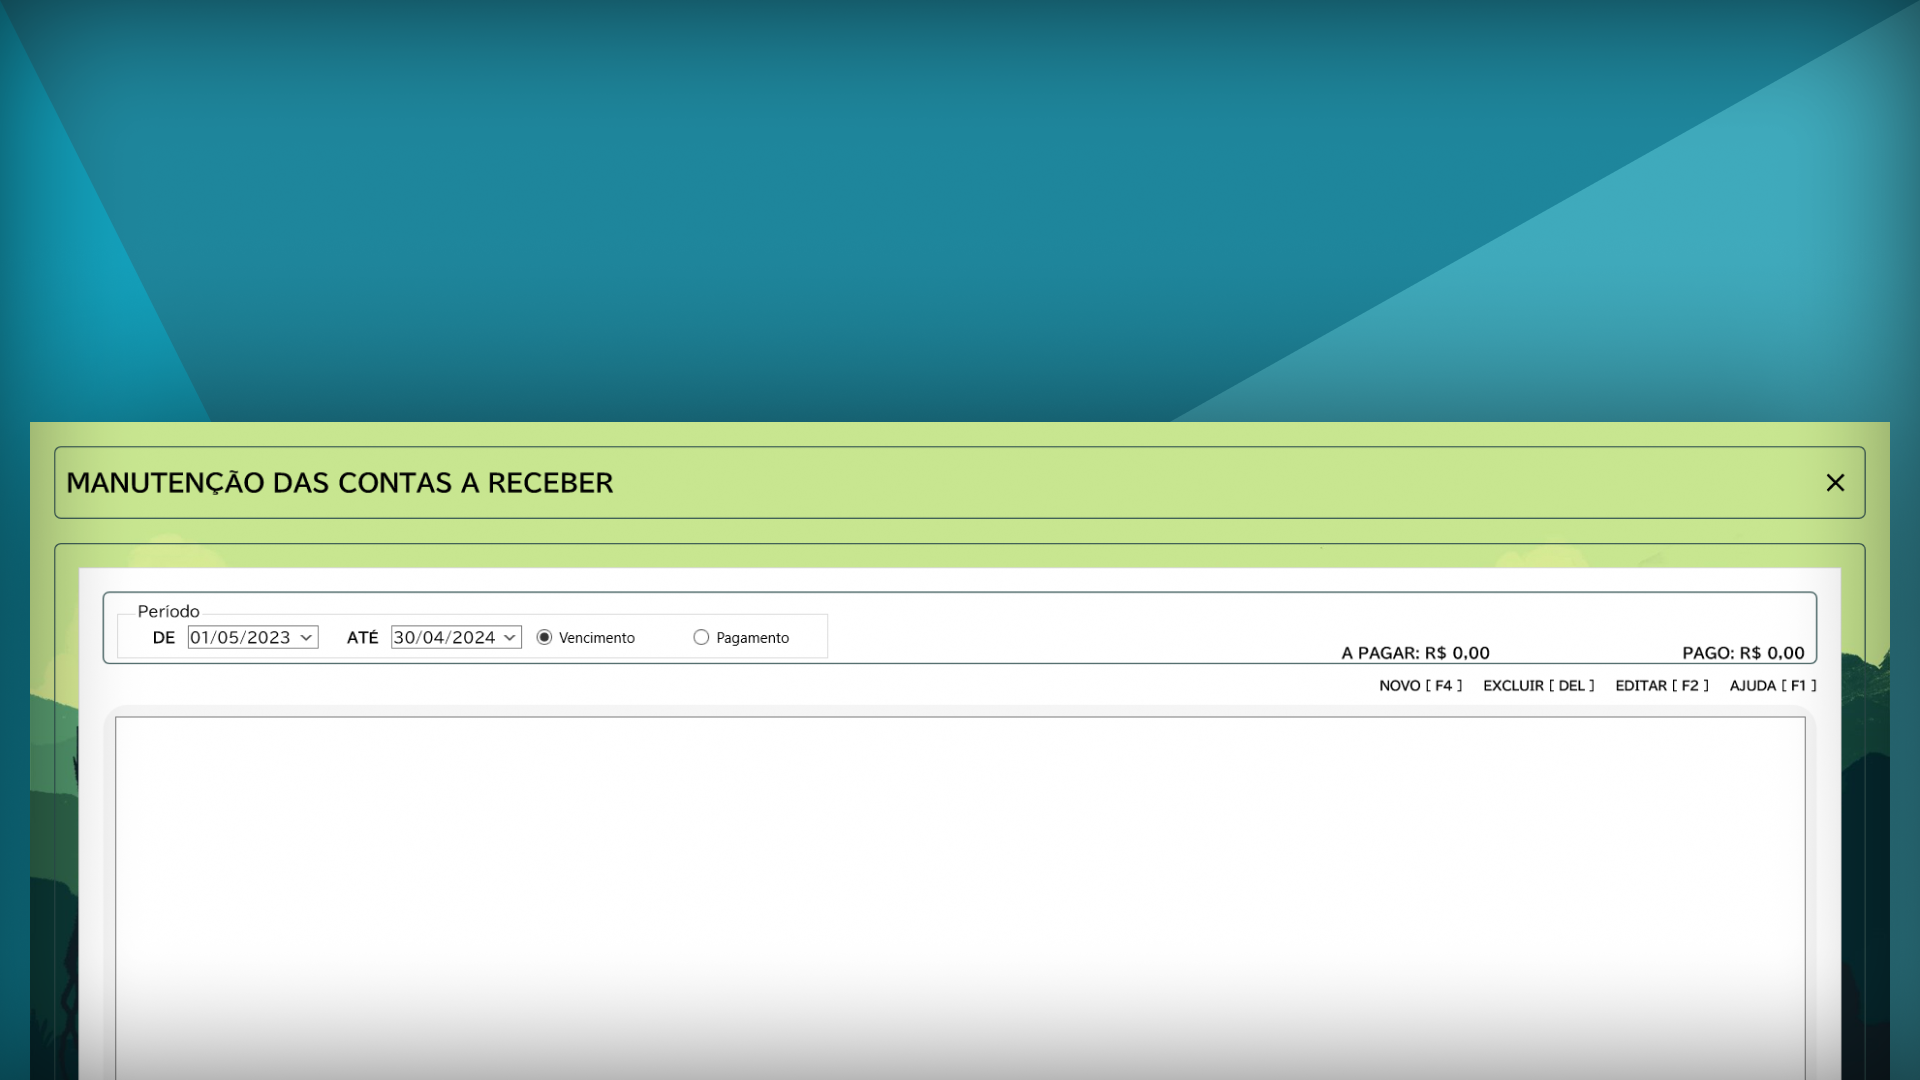 MANUTENÇÃO DAS CONTAS A RECEBER
Período
DE 01/05/2023 ATÉ 30/04/2024 Vencimento Pagamento
A PAGAR: R$ 0,00 PAGO: R$ 0,00
NOVO [ F4 ] EXCLUIR [ DEL ] EDITAR [ F2 ] AJUDA [ F1 ]